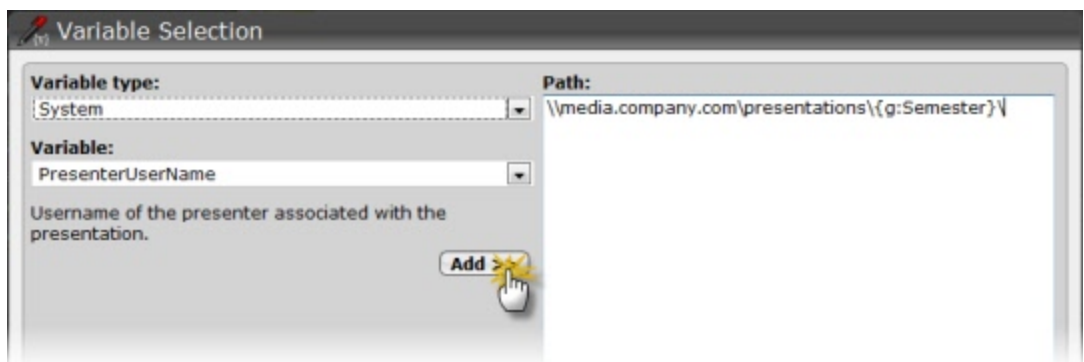 Variable Selection
Variable type:
System
Variable:
PresenterUserName
Username of the presenter associated with the
presentation.
Add >>
Path:
\\media.company.com\presentations\{g:Semester}\